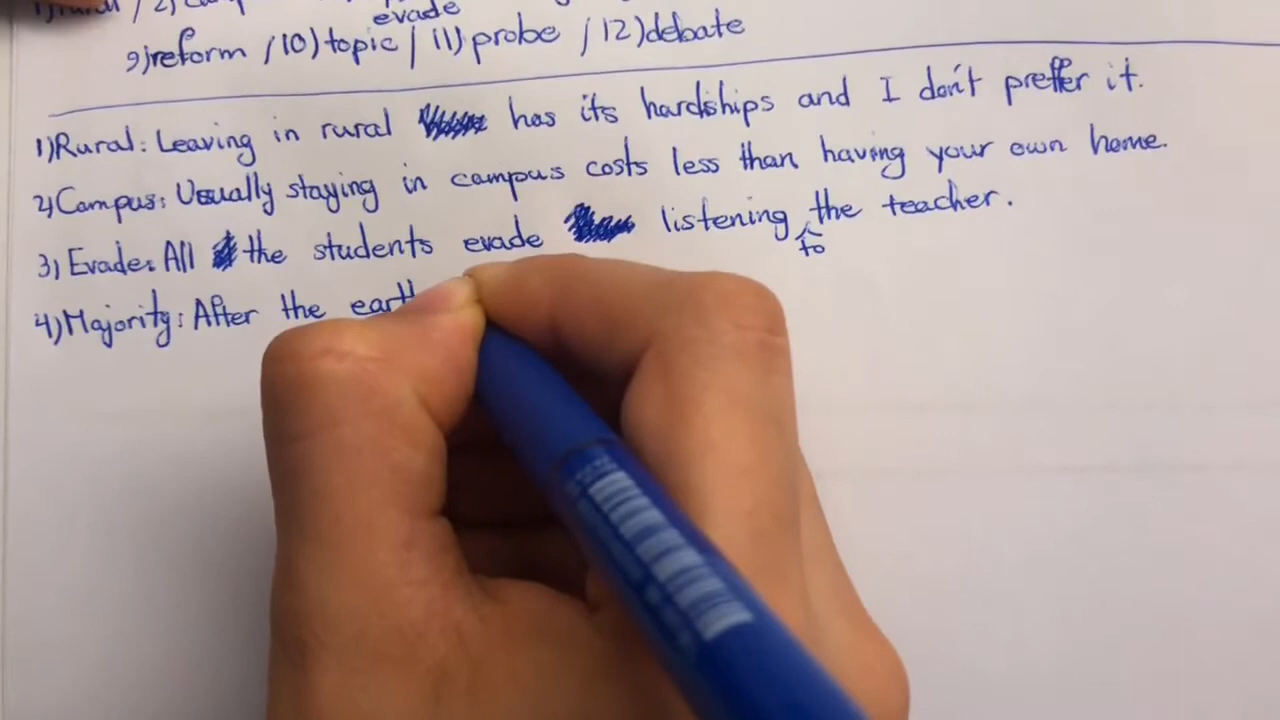 evade
9)reform /10)topic / 11) probe / 12)debate
1)Rural: Leaving in rural has its hardships and I don't preffer it.
2)Campus: Usually staying in campus costs less than having your own home.
3) Evade: All the students evade listening to the teacher.
4)Majority: After the eart